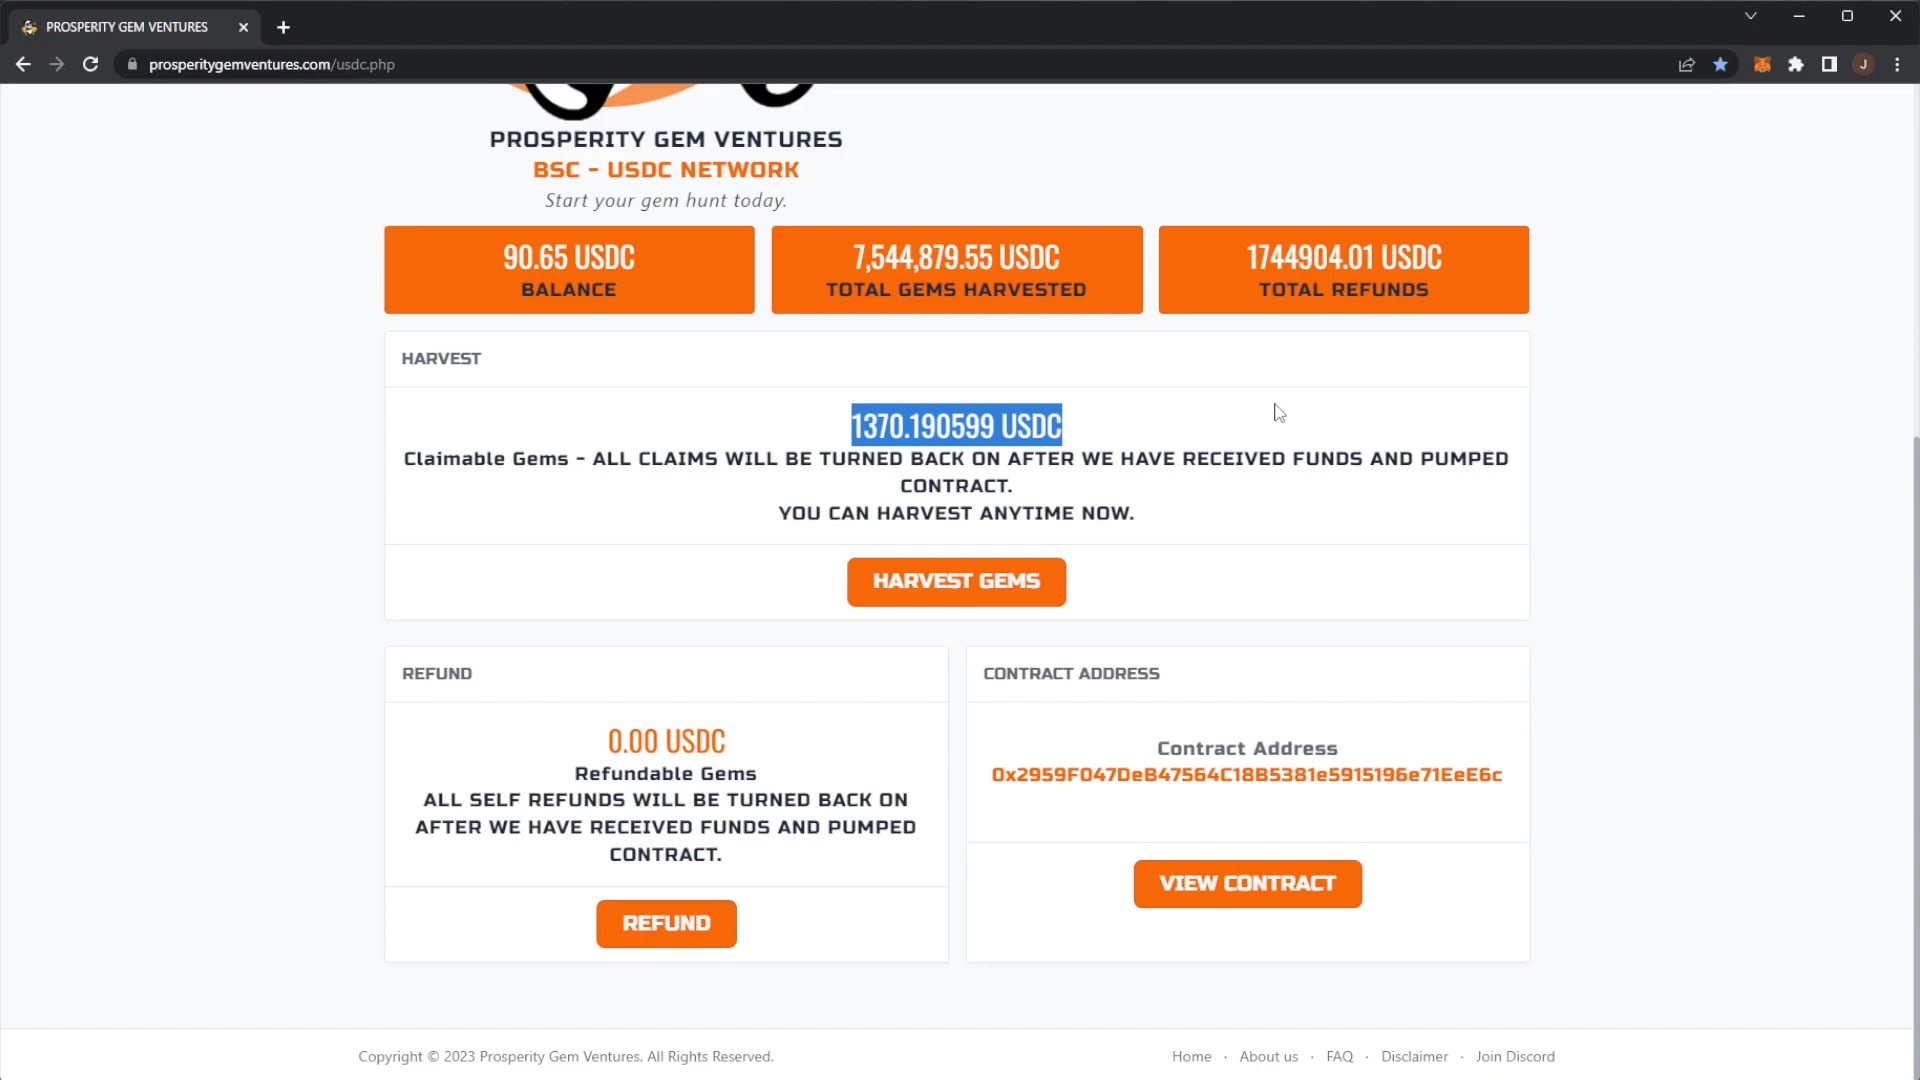 PROSPERITY GEM VENTURES
prosperitygemventures.com/usdc.php
J
PROSPERITY GEM VENTURES
BSC - USDC NETWORK
Start your gem hunt today.
90.65 USDC
BALANCE
7,544,879.55 USDC
TOTAL GEMS HARVESTED
1744904.01 USDC
TOTAL REFUNDS
HARVEST
1370.190599 USDC
Claimable Gems - ALL CLAIMS WILL BE TURNED BACK ON AFTER WE HAVE RECEIVED FUNDS AND PUMPED
CONTRACT.
YOU CAN HARVEST ANYTIME NOW.
HARVEST GEMS
REFUND
0.00 USDC
Refundable Gems
ALL SELF REFUNDS WILL BE TURNED BACK ON
AFTER WE HAVE RECEIVED FUNDS AND PUMPED
CONTRACT.
REFUND
CONTRACT ADDRESS
Contract Address
0x2959F047DeB47564C18B5381e5915196e71EeE6c
VIEW CONTRACT
Copyright © 2023 Prosperity Gem Ventures. All Rights Reserved.
Home · About us · FAQ · Disclaimer · Join Discord